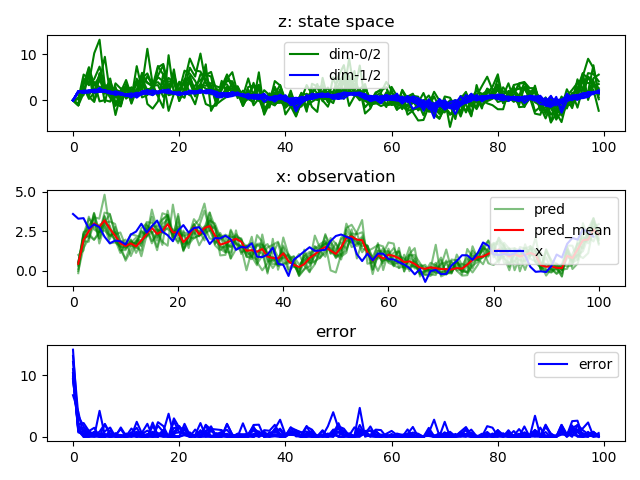 z: state space
10
0
dim-0/2
dim-1/2
0 20 40 60 80 100
x: observation
5.0
2.5
0.0
pred
pred_mean
x
0 20 40 60 80 100
error
10
0
error
0 20 40 60 80 100